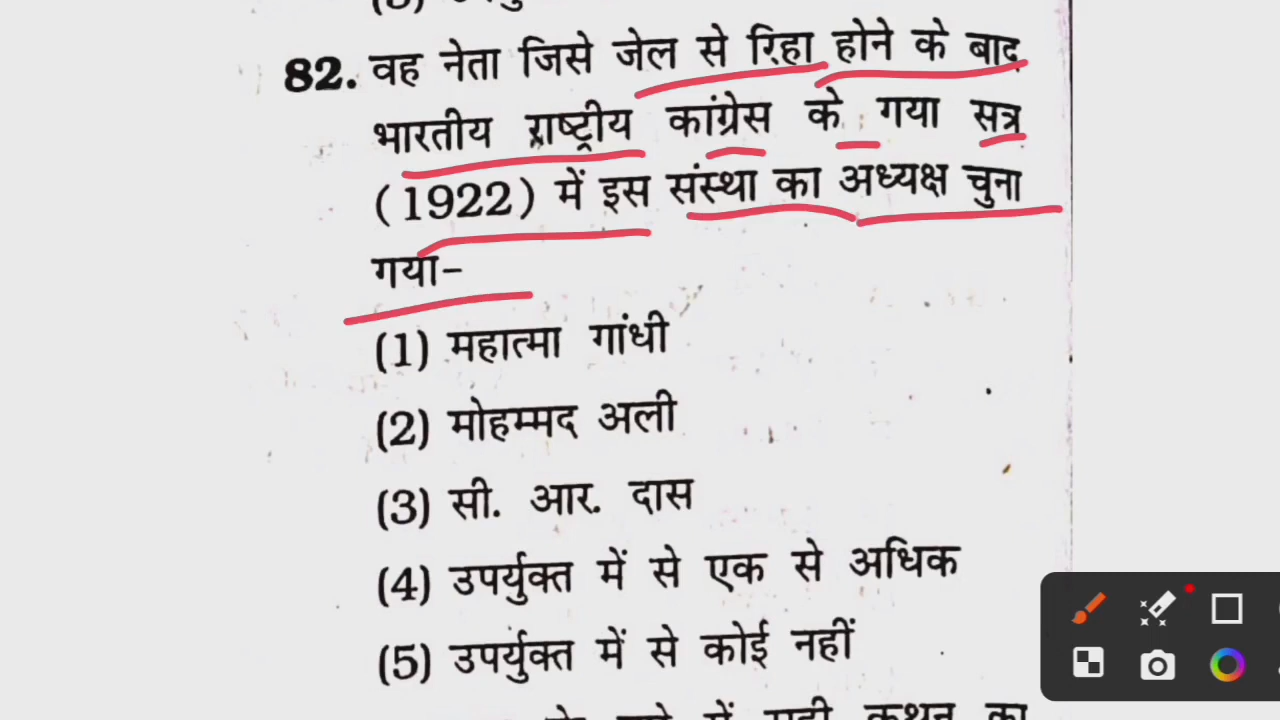 82. वह नेता जिसे जेल से रिहा होने के बाद
भारतीय राष्ट्रीय कांग्रेस के गया सत्र
(1922) में इस संस्था का अध्यक्ष चुना
गया-
(1) महात्मा गांधी
(2) मोहम्मद अली
(3) सी. आर. दास
(4) उपर्युक्त में से एक से अधिक
(5) उपर्युक्त में से कोई नहीं